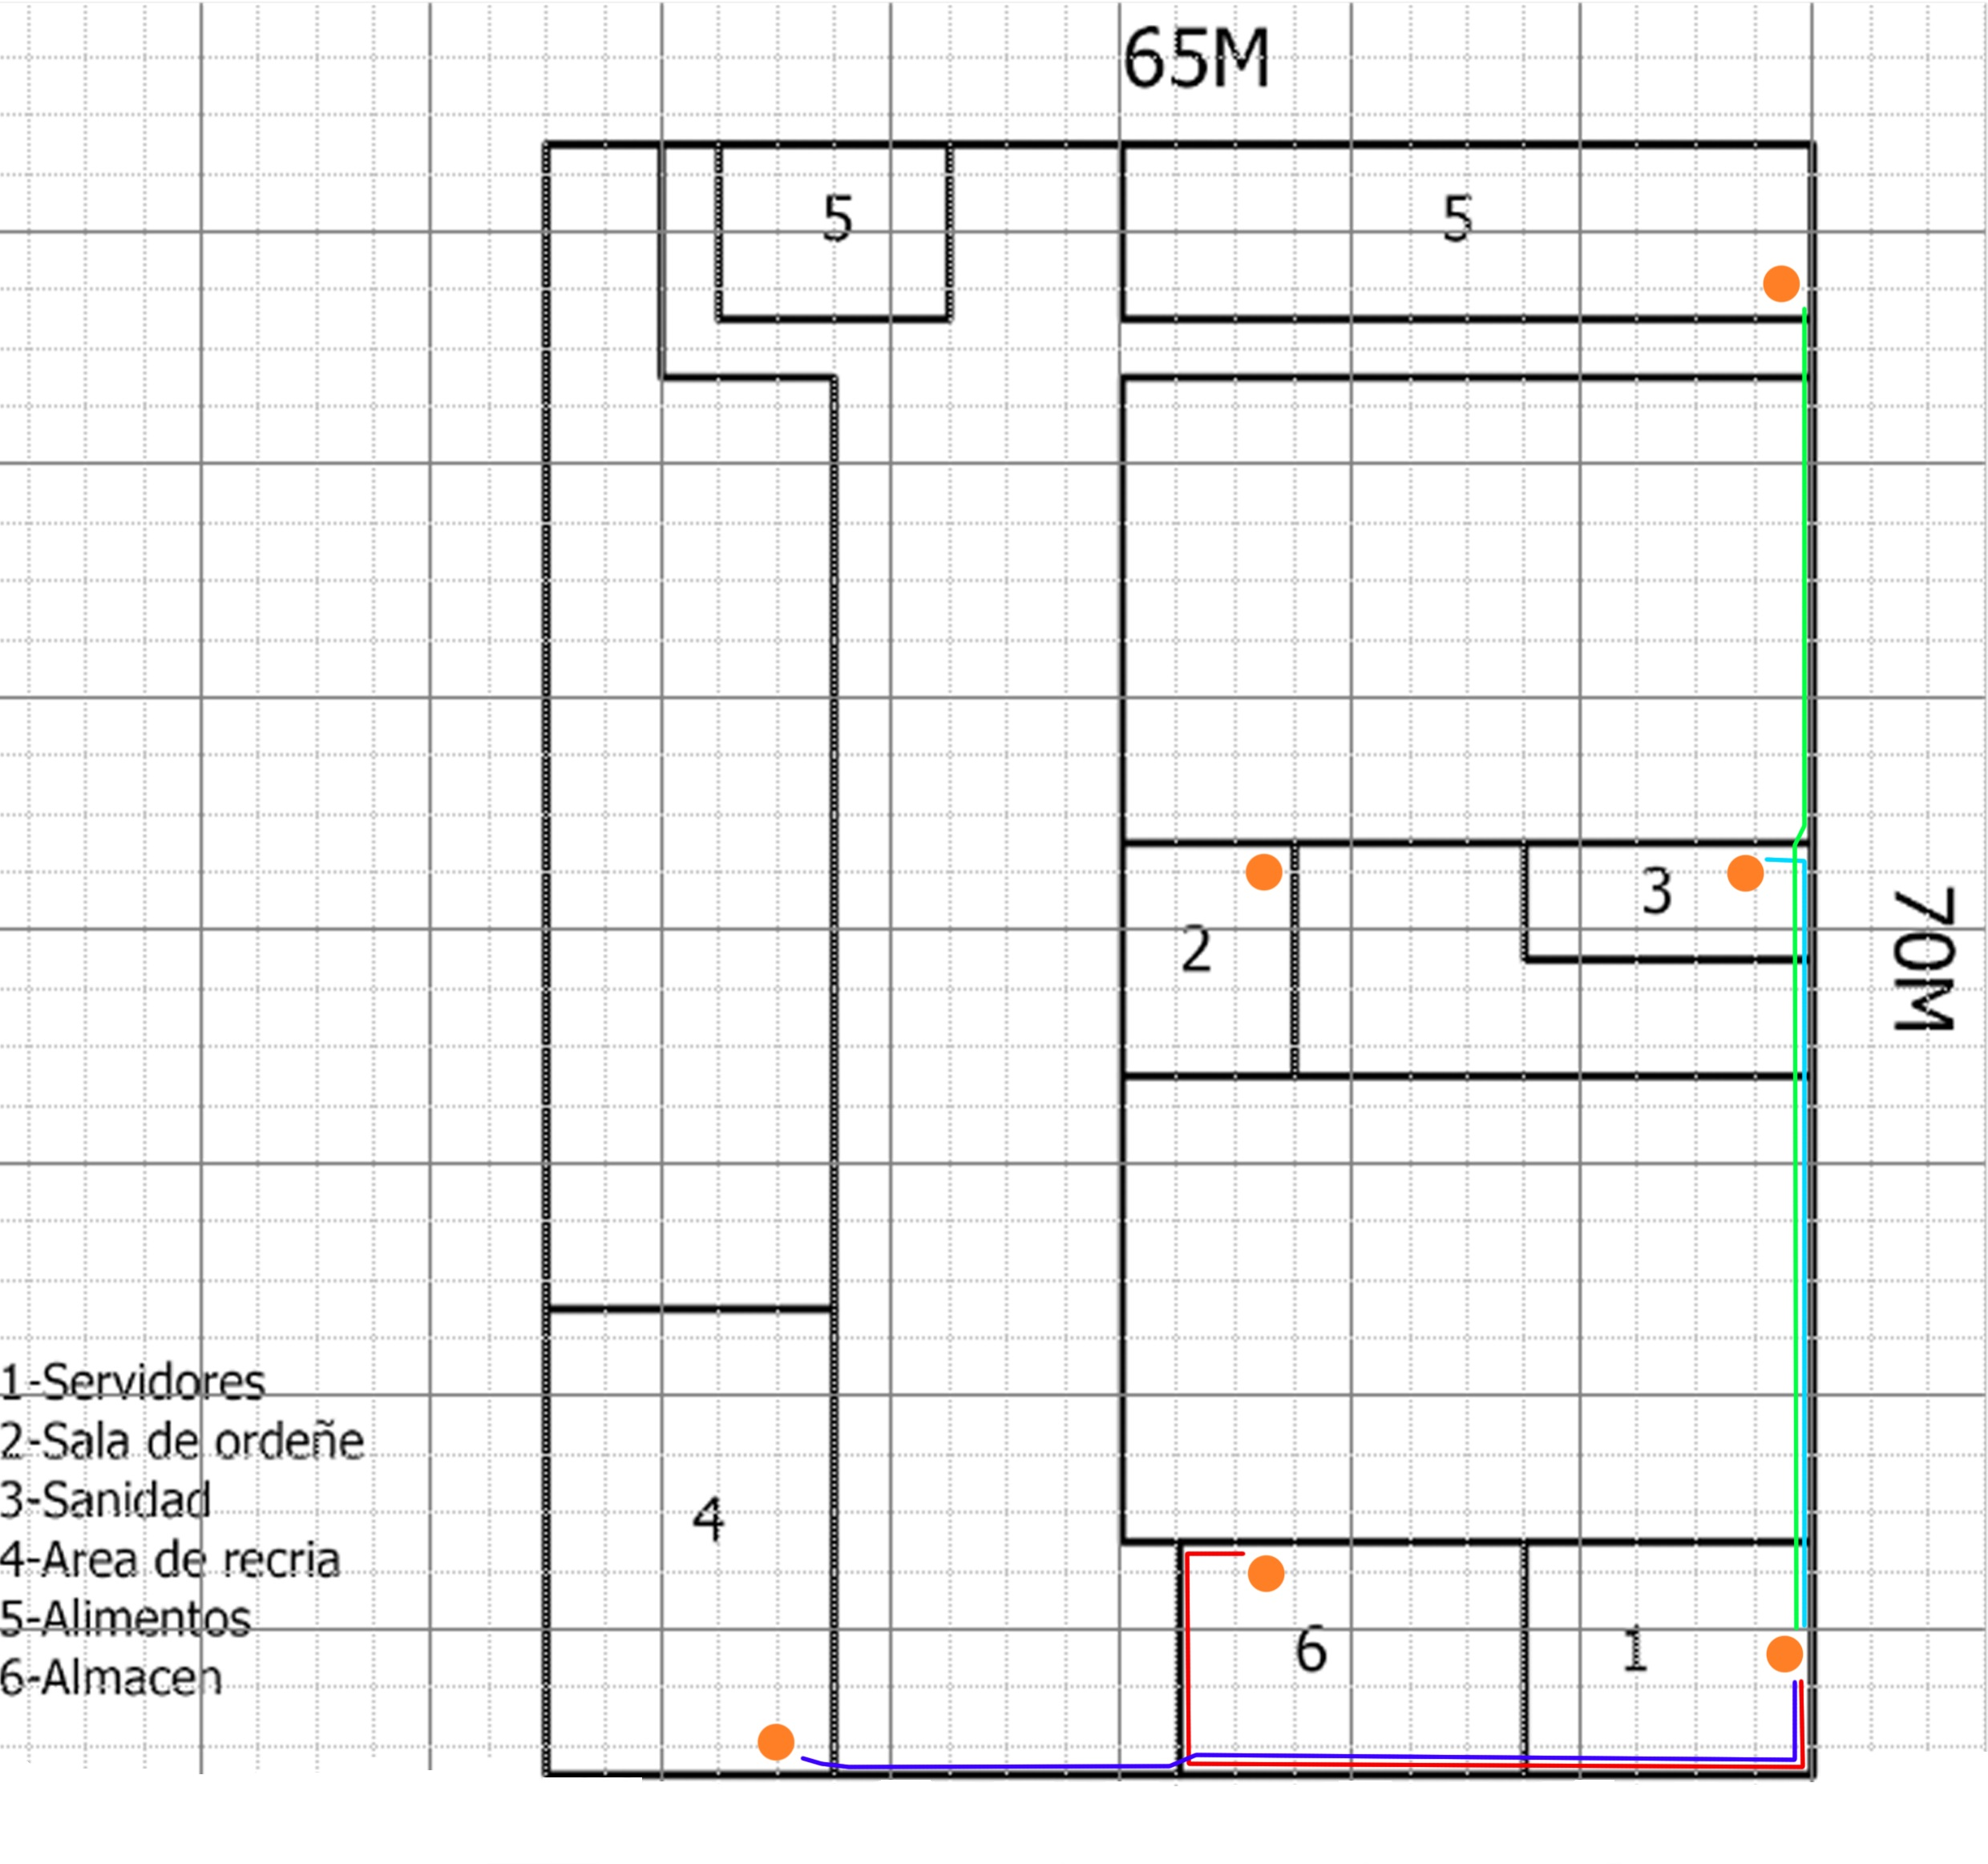 65M
5
5
3
2
70M
1-Servidores
2-Sala de ordeñe
3-Sanidad
4-Area de recria
5-Alimentos
6-Almacen
4
6
1